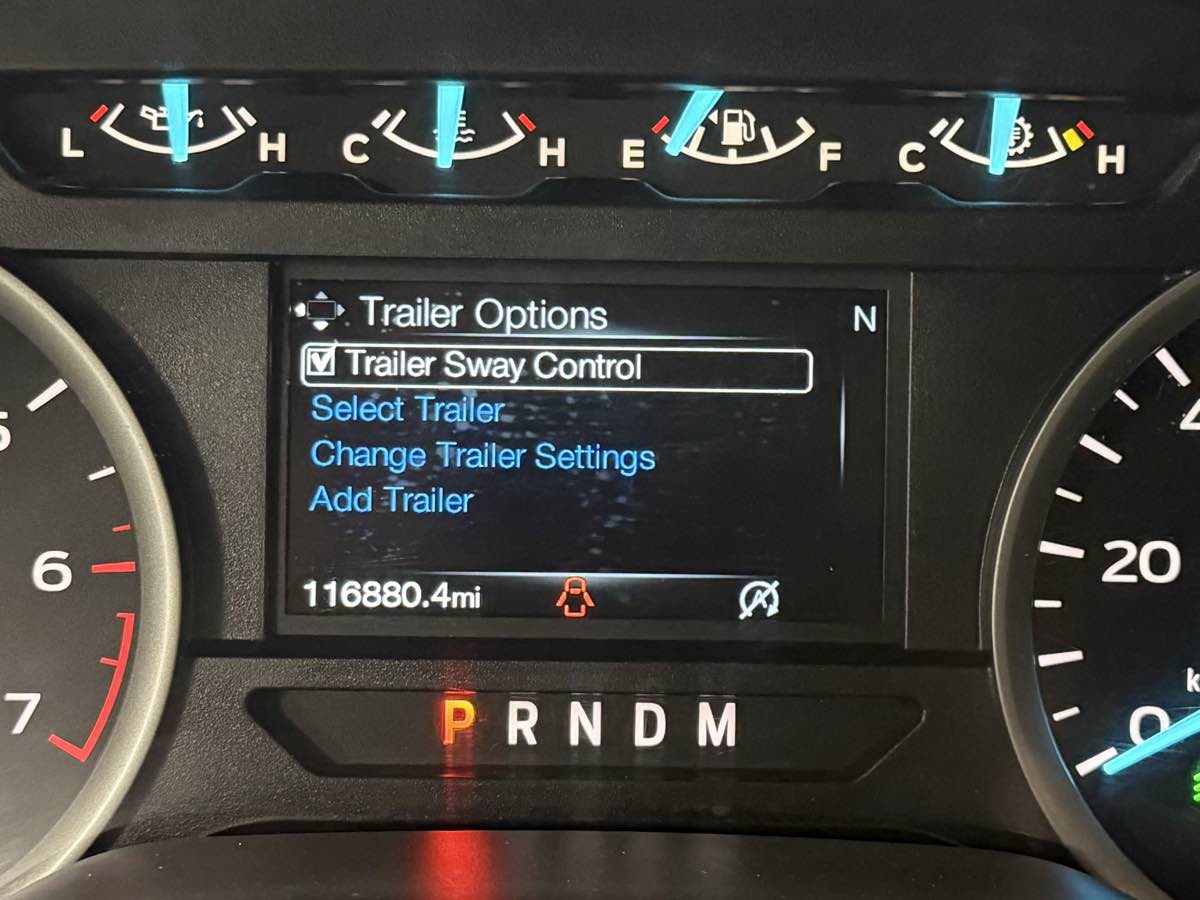 L H C H E F C H
Trailer Options N
Trailer Sway Control
Select Trailer
Change Trailer Settings
Add Trailer
116880.4mi
6
7
20
0
P R N D M